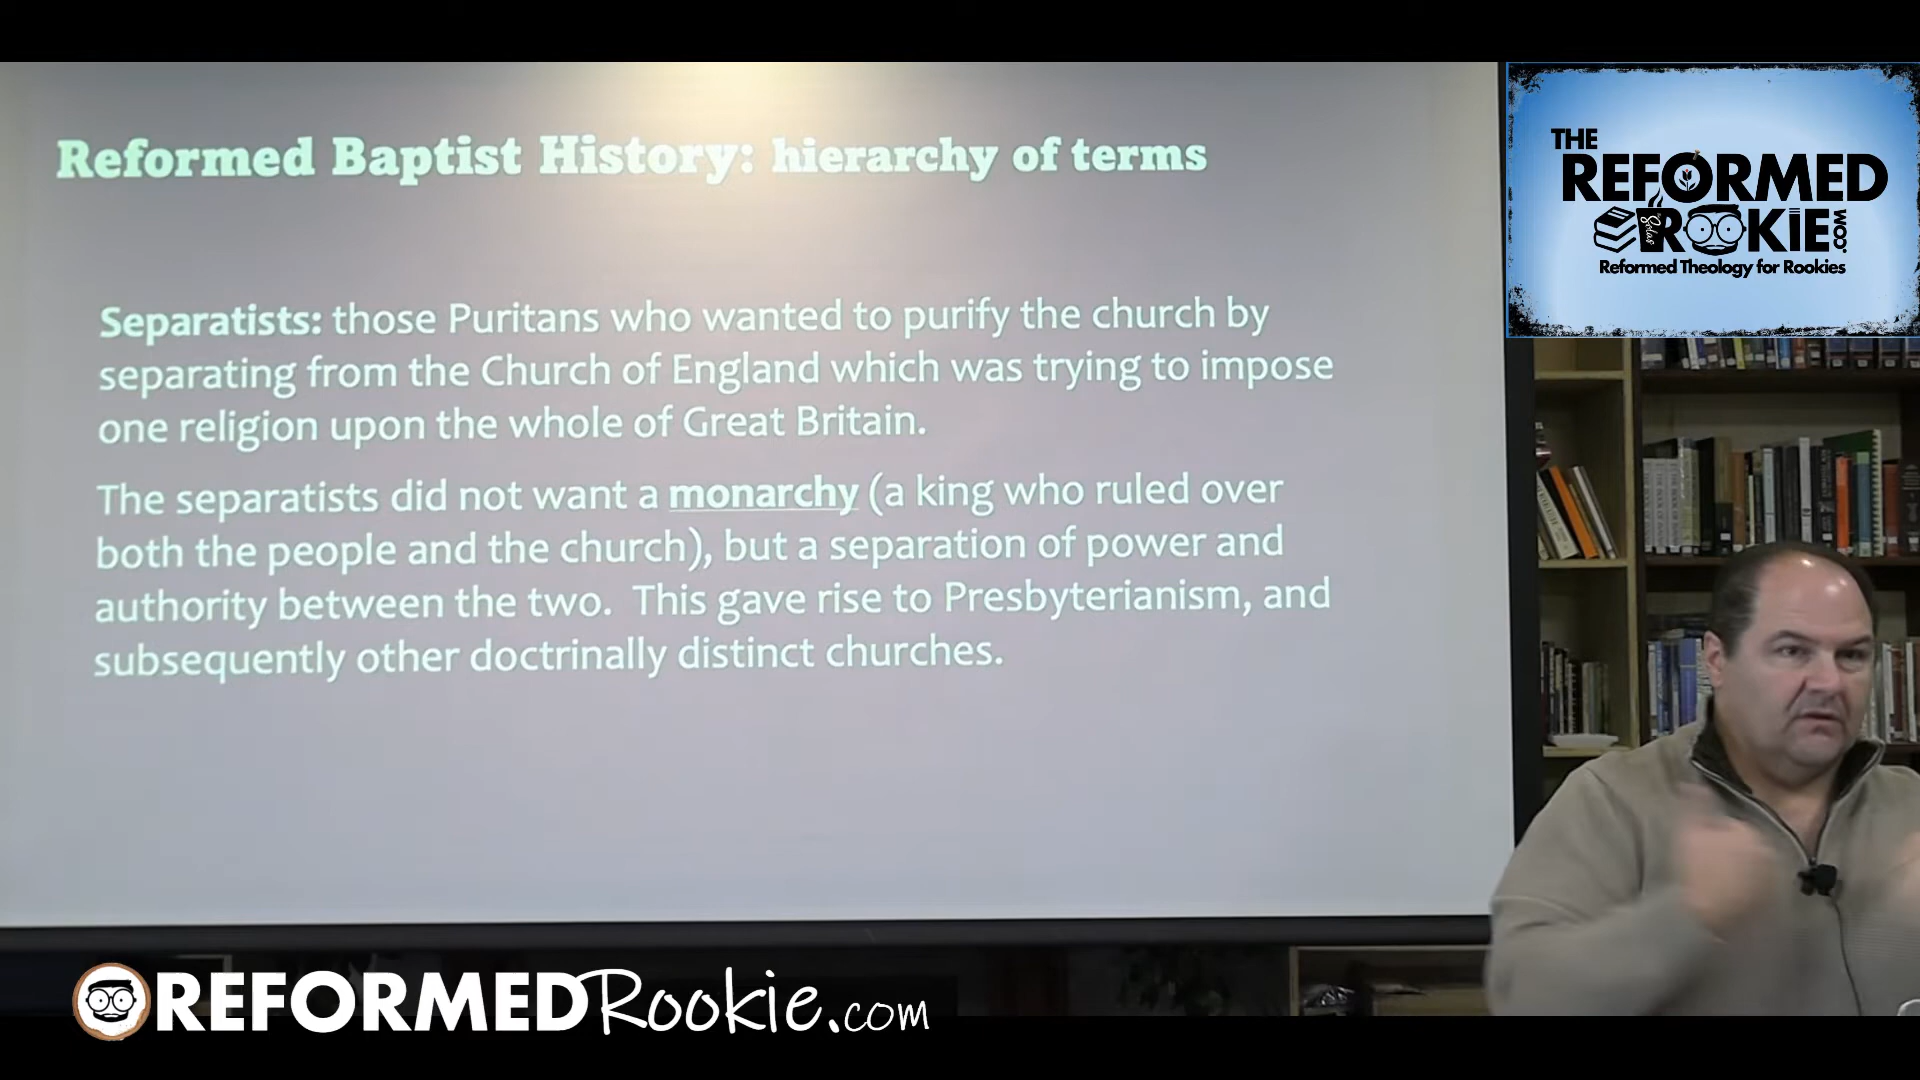 Reformed Baptist History: hierarchy of terms
Separatists: those Puritans who wanted to purify the church by
separating from the Church of England which was trying to impose
one religion upon the whole of Great Britain.
The separatists did not want a monarchy (a king who ruled over
both the people and the church), but a separation of power and
authority between the two. This gave rise to Presbyterianism, and
subsequently other doctrinally distinct churches.
THE
REFORMED
ROOKIE.COM
Solas
Reformed Theology for Rookies
REFORMEDRookie.com